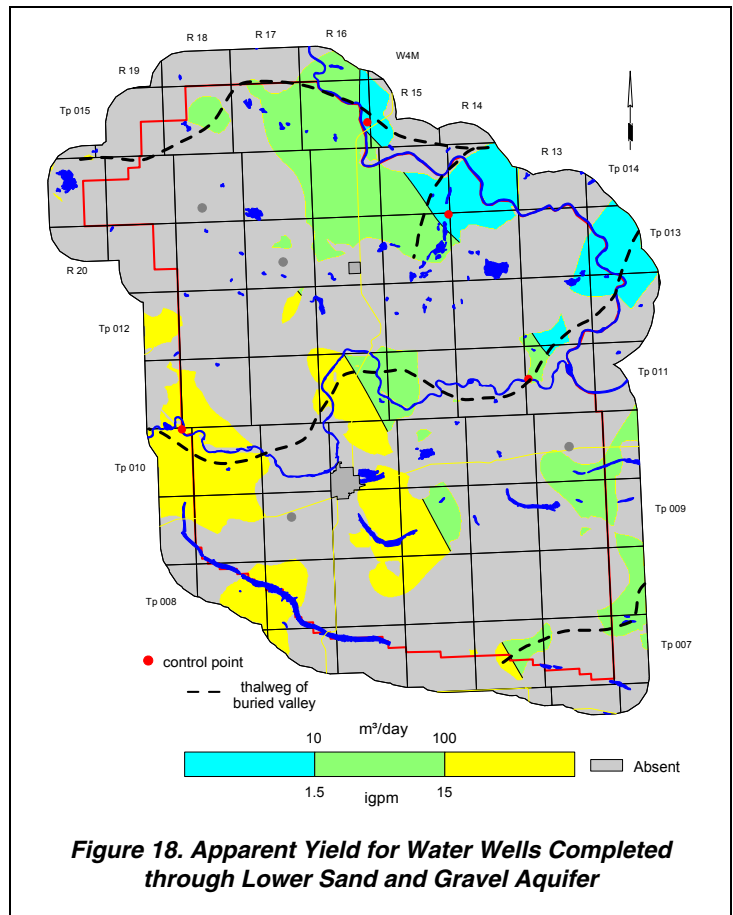 R 18
R 17
R 16
W4M
R 19
R 15
Tp 015
R 14
R 13
Tp 014
Tp 013
R 20
Tp 012
Tp 011
Tp 010
Tp 009
Tp 008
Tp 007
control point
thalweg of
buried valley
m³/day
10 100
Absent
1.5 igpm 15
Figure 18. Apparent Yield for Water Wells Completed
through Lower Sand and Gravel Aquifer